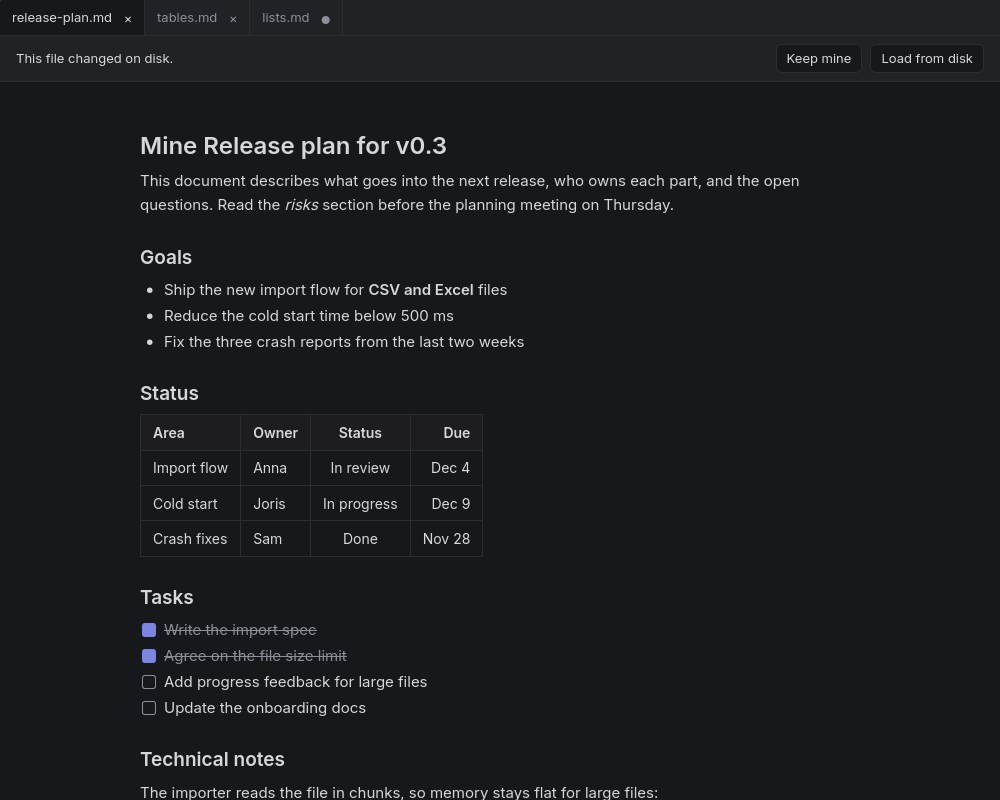 release-plan.md × tables.md × lists.md ●
This file changed on disk. Keep mine Load from disk
Mine Release plan for v0.3
This document describes what goes into the next release, who owns each part, and the open
questions. Read the risks section before the planning meeting on Thursday.
Goals
• Ship the new import flow for CSV and Excel files
• Reduce the cold start time below 500 ms
• Fix the three crash reports from the last two weeks
Status
Area Owner Status Due
Import flow Anna In review Dec 4
Cold start Joris In progress Dec 9
Crash fixes Sam Done Nov 28
Tasks
Write the import spec
Agree on the file size limit
Add progress feedback for large files
Update the onboarding docs
Technical notes
The importer reads the file in chunks, so memory stays flat for large files: